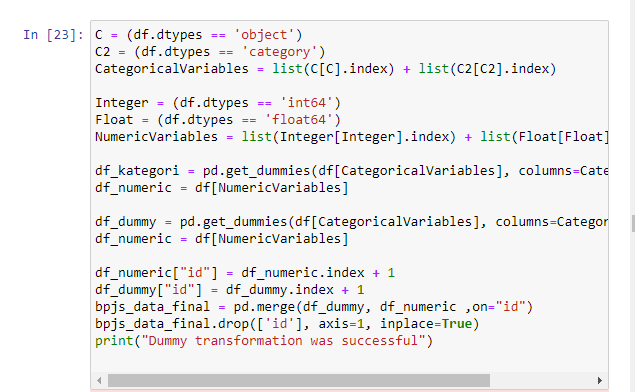 In [23]:
C = (df.dtypes == 'object')
C2 = (df.dtypes == 'category')
CategoricalVariables = list(C[C].index) + list(C2[C2].index)
Integer = (df.dtypes == 'int64')
Float = (df.dtypes == 'float64')
NumericVariables = list(Integer[Integer].index) + list(Float[Float]
df_kategori = pd.get_dummies(df[CategoricalVariables], columns=Cate
df_numeric = df[NumericVariables]
df_dummy = pd.get_dummies(df[CategoricalVariables], columns=Categor
df_numeric = df[NumericVariables]
df_numeric["id"] = df_numeric.index + 1
df_dummy["id"] = df_dummy.index + 1
bpjs_data_final = pd.merge(df_dummy, df_numeric ,on="id")
bpjs_data_final.drop(['id'], axis=1, inplace=True)
print("Dummy transformation was successful")